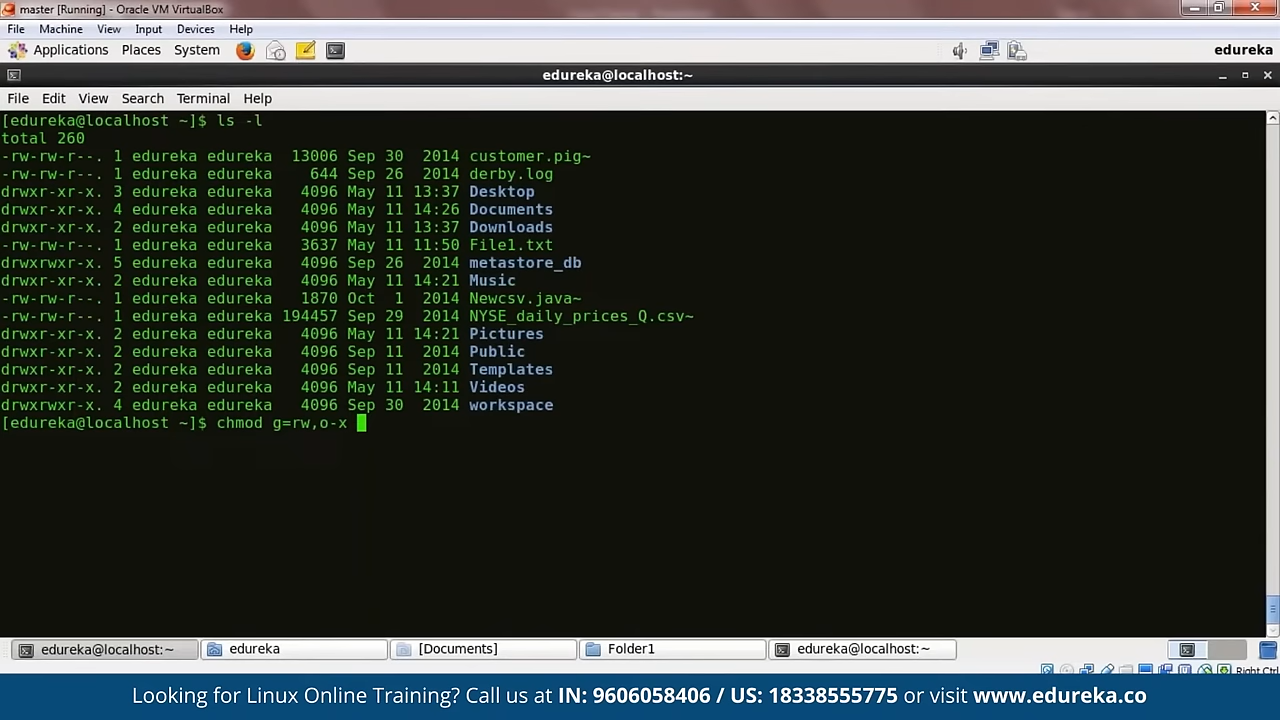 master [Running] - Oracle VM VirtualBox
File Machine View Input Devices Help
Applications Places System edureka
edureka@localhost:~
File Edit View Search Terminal Help
[edureka@localhost ~]$ ls -l
total 260
-rw-rw-r--. 1 edureka edureka  13006 Sep 30  2014 customer.pig~
-rw-rw-r--. 1 edureka edureka    644 Sep 26  2014 derby.log
drwxr-xr-x. 3 edureka edureka   4096 May 11 13:37 Desktop
drwxr-xr-x. 4 edureka edureka   4096 May 11 14:26 Documents
drwxr-xr-x. 2 edureka edureka   4096 May 11 13:37 Downloads
-rw-rw-r--. 1 edureka edureka   3637 May 11 11:50 File1.txt
drwxrwxr-x. 5 edureka edureka   4096 Sep 26  2014 metastore_db
drwxr-xr-x. 2 edureka edureka   4096 May 11 14:21 Music
-rw-rw-r--. 1 edureka edureka   1870 Oct  1  2014 Newcsv.java~
-rw-rw-r--. 1 edureka edureka 194457 Sep 29  2014 NYSE_daily_prices_Q.csv~
drwxr-xr-x. 2 edureka edureka   4096 May 11 14:21 Pictures
drwxr-xr-x. 2 edureka edureka   4096 Sep 11  2014 Public
drwxr-xr-x. 2 edureka edureka   4096 Sep 11  2014 Templates
drwxr-xr-x. 2 edureka edureka   4096 May 11 14:11 Videos
drwxrwxr-x. 4 edureka edureka   4096 Sep 30  2014 workspace
[edureka@localhost ~]$ chmod g=rw,o-x
edureka@localhost:~ edureka [Documents] Folder1 edureka@localhost:~
Right Ctrl
Looking for Linux Online Training? Call us at IN: 9606058406 / US: 18338555775 or visit www.edureka.co